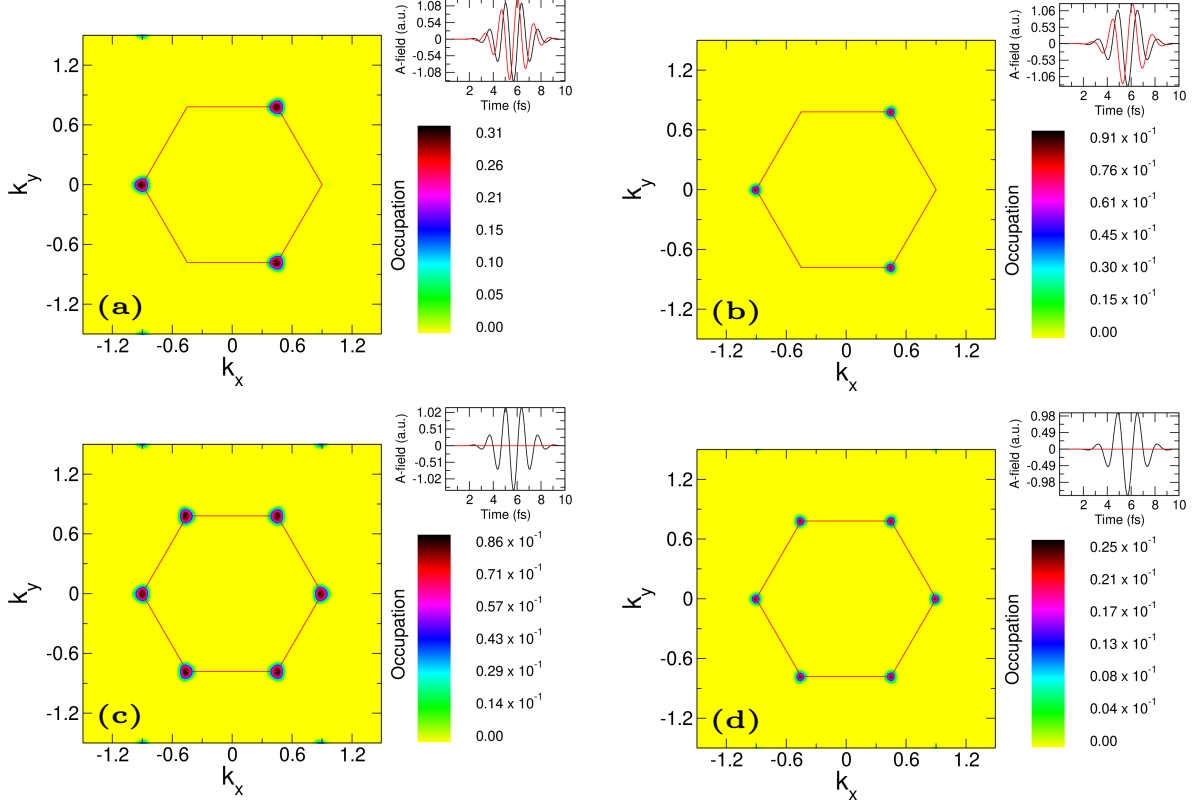 1.08
0.54
0
-0.54
-1.08
A-field (a.u.)
2 4 6 8 10
Time (fs)
1.2
0.6
0
-0.6
-1.2
k_y
(a)
-1.2 -0.6 0 0.6 1.2
k_x
Occupation
0.31
0.26
0.21
0.15
0.10
0.05
0.00
1.06
0.53
0
-0.53
-1.06
A-field (a.u.)
2 4 6 8 10
Time (fs)
1.2
0.6
0
-0.6
-1.2
k_y
(b)
-1.2 -0.6 0 0.6 1.2
k_x
Occupation
0.91 x 10^-1
0.76 x 10^-1
0.61 x 10^-1
0.45 x 10^-1
0.30 x 10^-1
0.15 x 10^-1
0.00
1.02
0.51
0
-0.51
-1.02
A-field (a.u.)
2 4 6 8 10
Time (fs)
1.2
0.6
0
-0.6
-1.2
k_y
(c)
-1.2 -0.6 0 0.6 1.2
k_x
Occupation
0.86 x 10^-1
0.71 x 10^-1
0.57 x 10^-1
0.43 x 10^-1
0.29 x 10^-1
0.14 x 10^-1
0.00
0.98
0.49
0
-0.49
-0.98
A-field (a.u.)
2 4 6 8 10
Time (fs)
1.2
0.6
0
-0.6
-1.2
k_y
(d)
-1.2 -0.6 0 0.6 1.2
k_x
Occupation
0.25 x 10^-1
0.21 x 10^-1
0.17 x 10^-1
0.13 x 10^-1
0.08 x 10^-1
0.04 x 10^-1
0.00